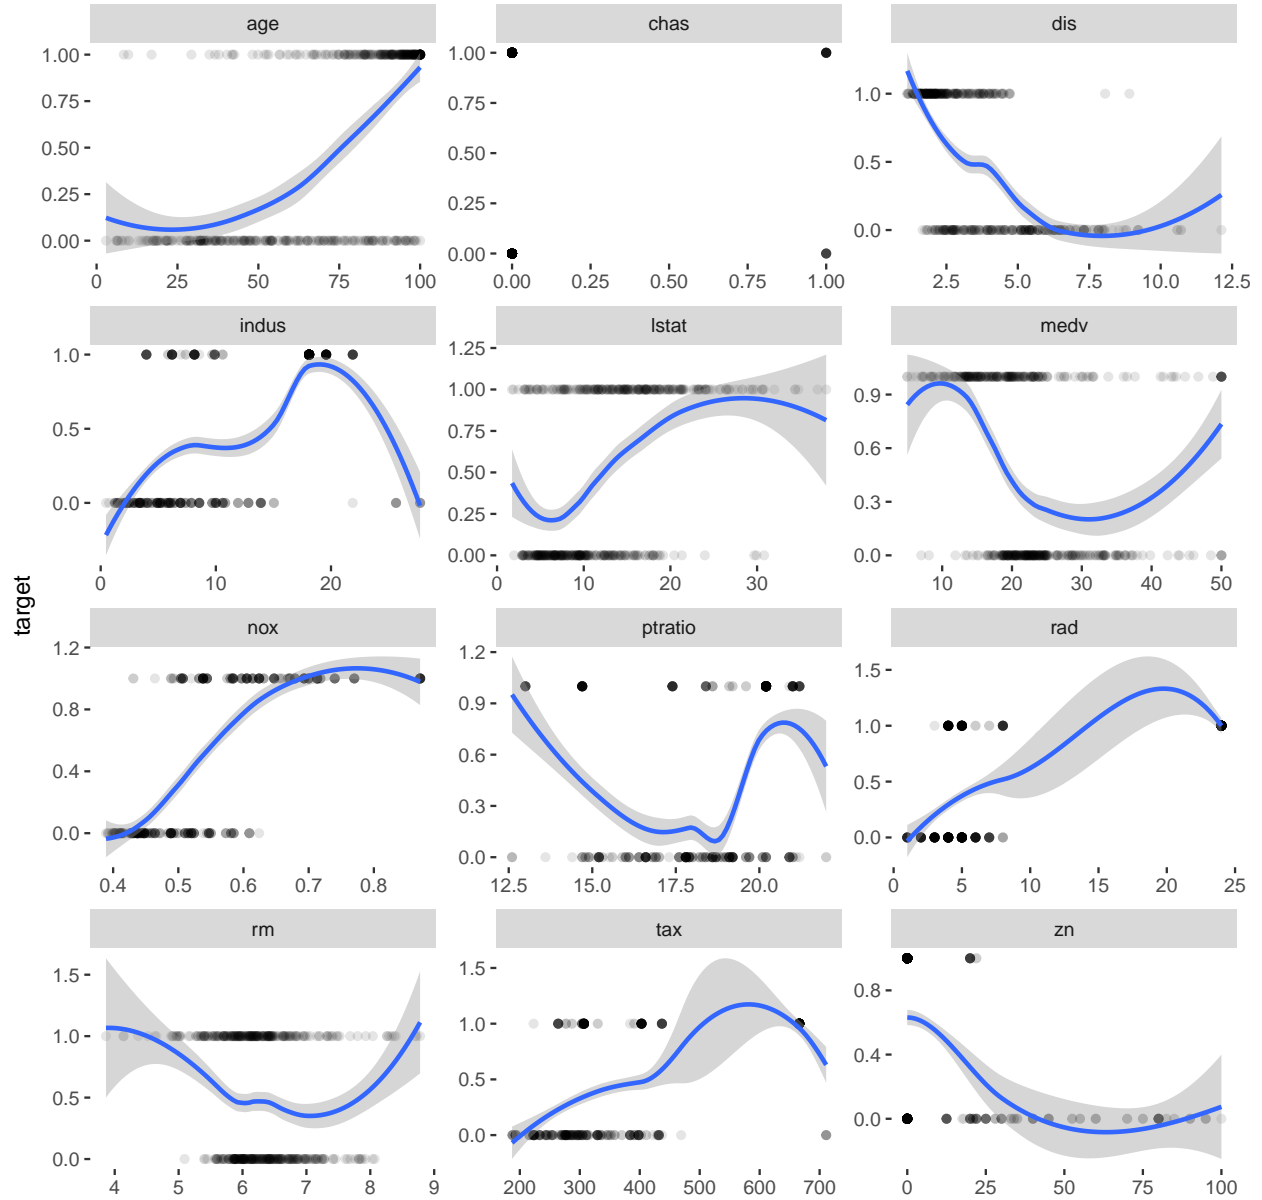 age
chas
dis
1.00
0.75
0.50
0.25
0.00
0 25 50 75 100
1.00
0.75
0.50
0.25
0.00
0.00 0.25 0.50 0.75 1.00
1.0
0.5
0.0
2.5 5.0 7.5 10.0 12.5
indus
lstat
medv
1.0
0.5
0.0
0 10 20
1.25
1.00
0.75
0.50
0.25
0.00
0 10 20 30
0.9
0.6
0.3
0.0
10 20 30 40 50
target
nox
ptratio
rad
1.2
0.8
0.4
0.0
0.4 0.5 0.6 0.7 0.8
1.2
0.9
0.6
0.3
0.0
12.5 15.0 17.5 20.0
1.5
1.0
0.5
0.0
0 5 10 15 20 25
rm
tax
zn
1.5
1.0
0.5
0.0
4 5 6 7 8 9
1.5
1.0
0.5
0.0
200 300 400 500 600 700
0.8
0.4
0.0
0 25 50 75 100